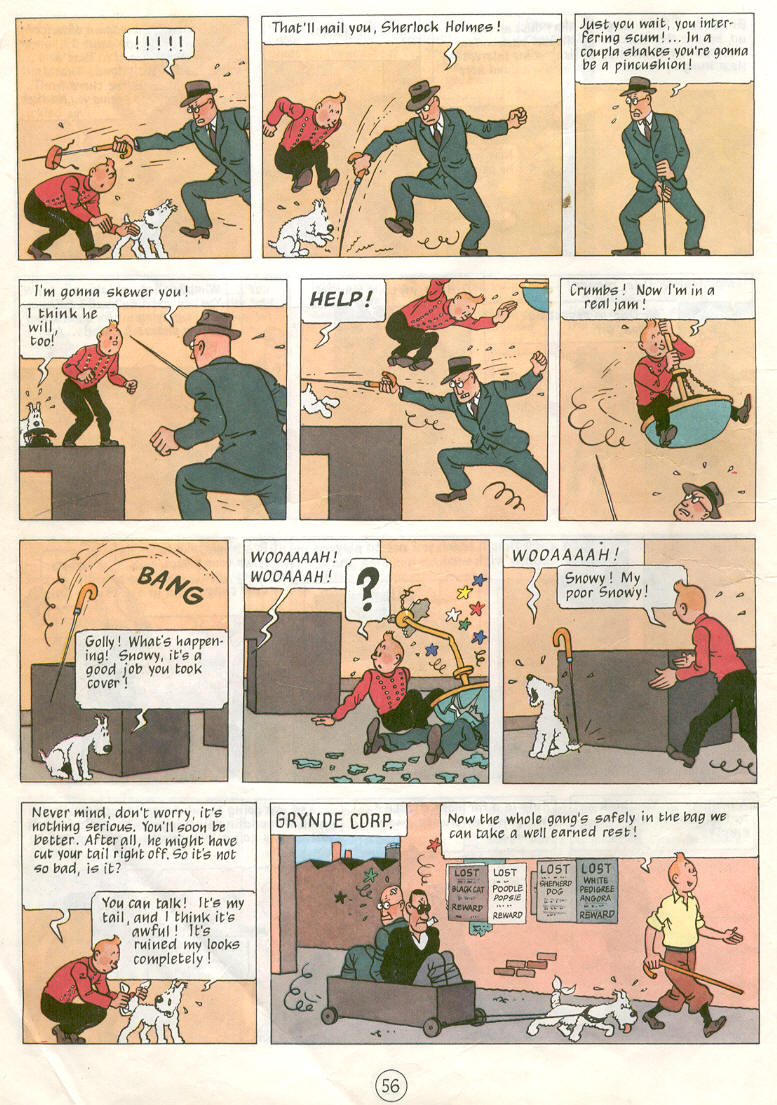 !!!!!
That'll nail you, Sherlock Holmes!
Just you wait, you inter-
fering scum!... In a
coupla shakes you're gonna
be a pincushion!
I'm gonna skewer you!
I think he
will,
too!
HELP!
Crumbs! Now I'm in a
real jam!
BANG
Golly! What's happen-
ing! Snowy, it's a
good job you took
cover!
WOOAAAAH!
WOOAAAH!
?
WOOAAAAH!
Snowy! My
poor Snowy!
Never mind, don't worry, it's
nothing serious. You'll soon be
better. After all, he might have
cut your tail right off. So it's not
so bad, is it?
You can talk! It's my
tail, and I think it's
awful! It's
ruined my looks
completely!
GRYNDE CORP.
Now the whole gang's safely in the bag we
can take a well earned rest!
LOST
BLACK CAT
REWARD
LOST
POODLE
POPSIE
REWARD
LOST
SHEPHERD
DOG
LOST
WHITE
PEDIGREE
ANGORA
REWARD
56